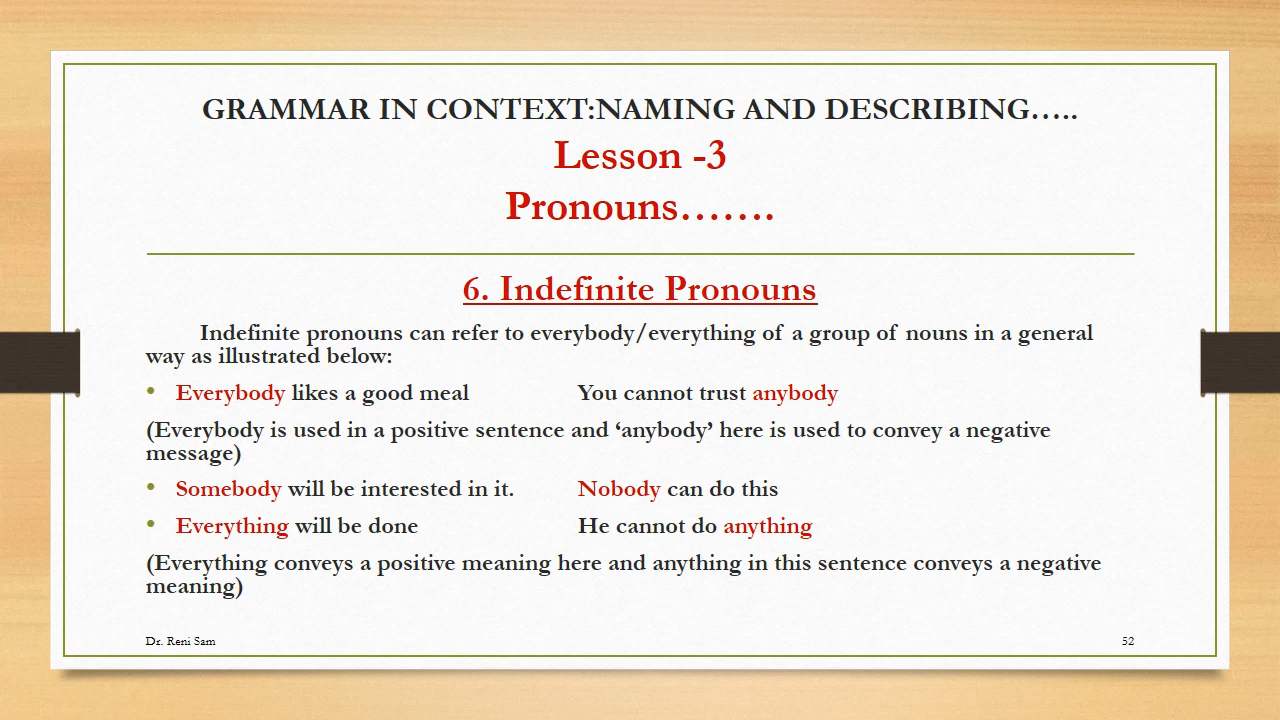 GRAMMAR IN CONTEXT:NAMING AND DESCRIBING…..
Lesson -3
Pronouns…….
6. Indefinite Pronouns
Indefinite pronouns can refer to everybody/everything of a group of nouns in a general
way as illustrated below:
• Everybody likes a good meal You cannot trust anybody
(Everybody is used in a positive sentence and ‘anybody’ here is used to convey a negative
message)
• Somebody will be interested in it. Nobody can do this
• Everything will be done He cannot do anything
(Everything conveys a positive meaning here and anything in this sentence conveys a negative
meaning)
Dr. Reni Sam 52